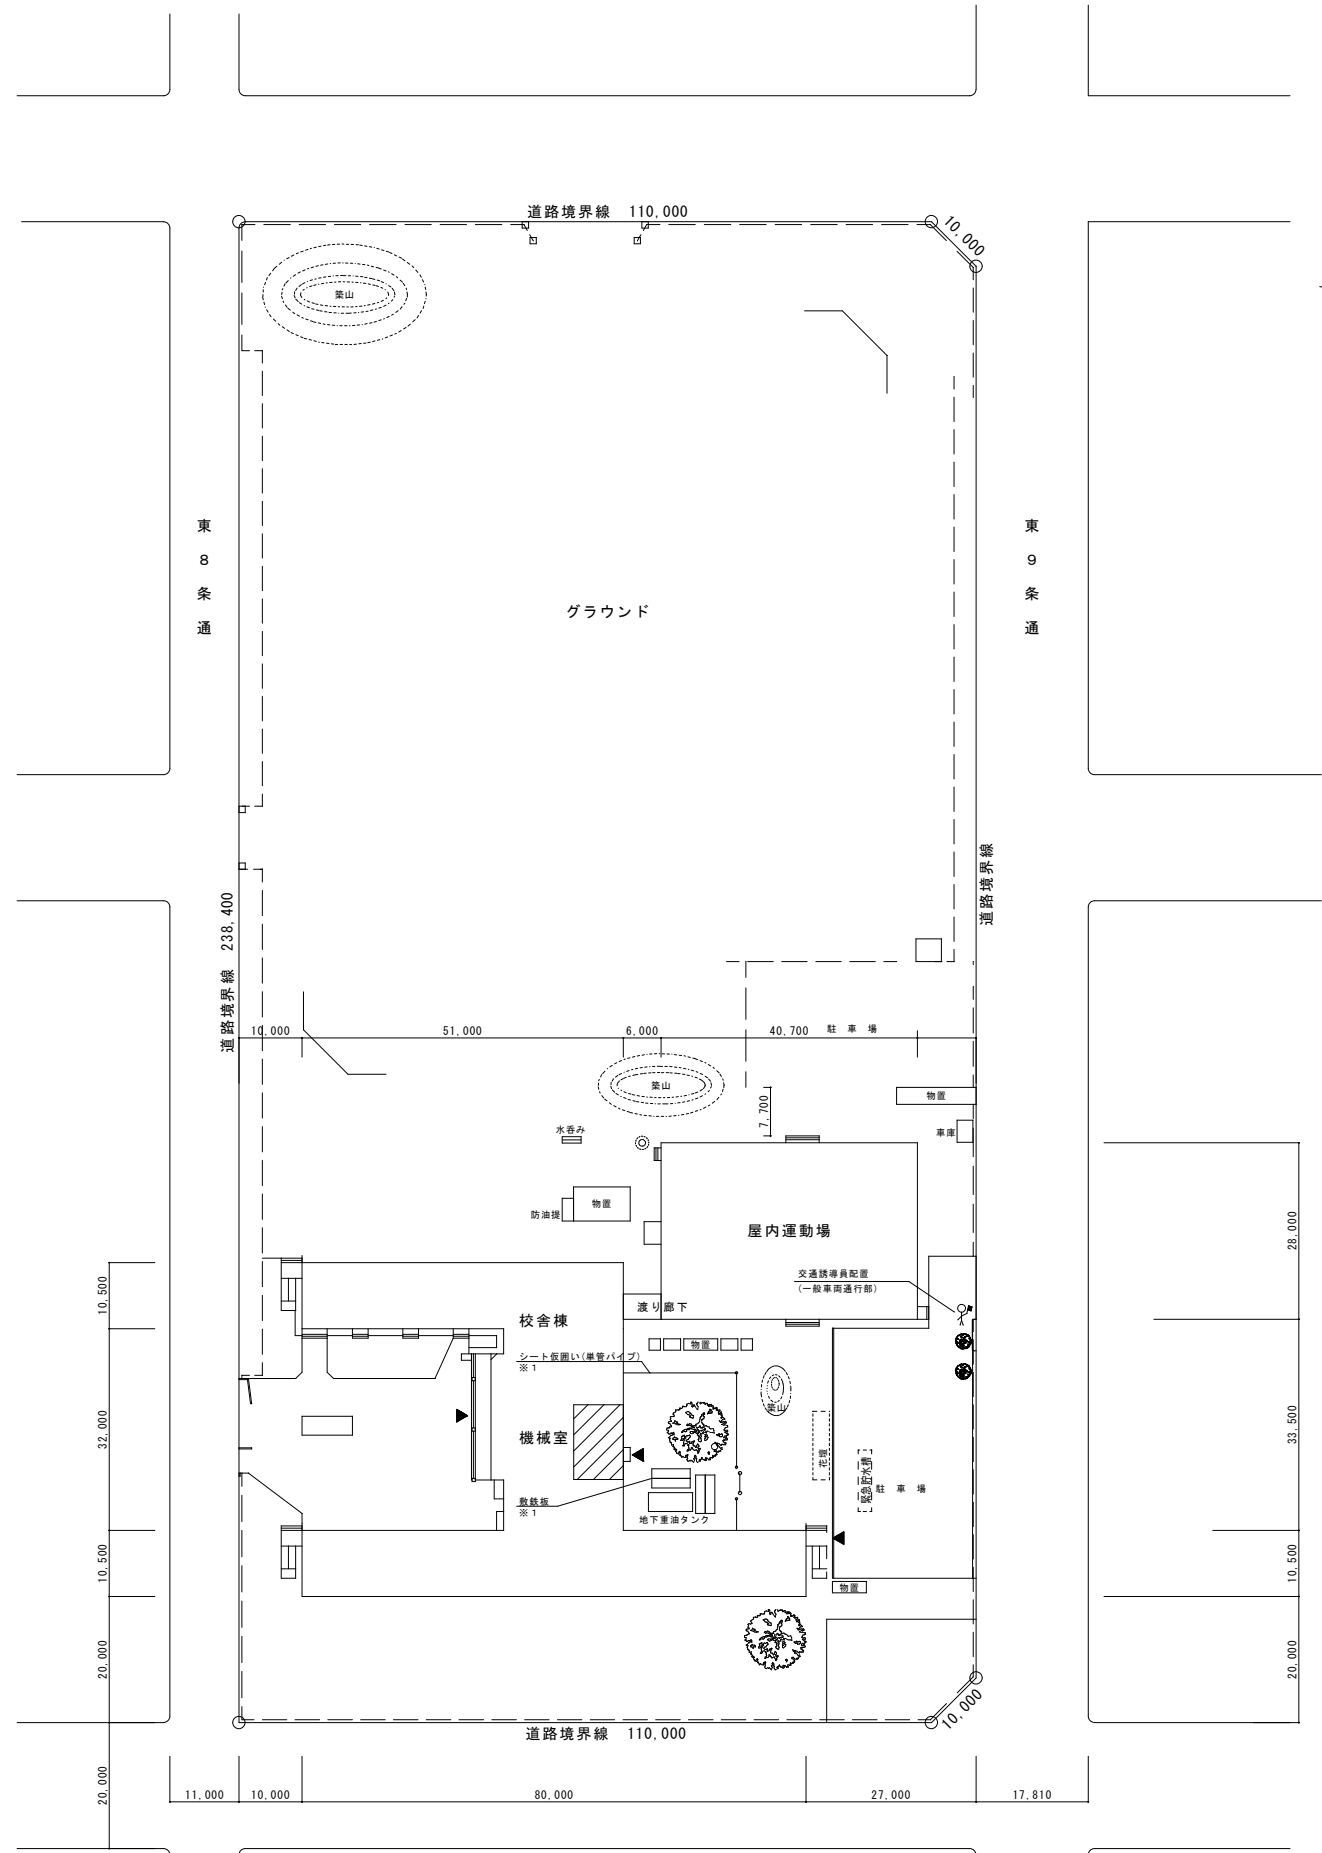 道路境界線 110,000
10,000
築山
東8条通
東9条通
グラウンド
道路境界線
道路境界線 238,400
10,000
51,000
6,000
40,700
駐車場
築山
7,700
物置
水呑み
車庫
物置
防油堤
屋内運動場
28,000
交通誘導員配置
(一般車両通行部)
10,500
渡り廊下
校舎棟
物置
シート仮囲い(単管パイプ)
※1
築山
32,000
33,500
機械室
花壇
緊急貯水槽
駐車場
敷鉄板
※1
地下重油タンク
10,500
10,500
物置
20,000
20,000
10,000
道路境界線 110,000
20,000
11,000
10,000
80,000
27,000
17,810